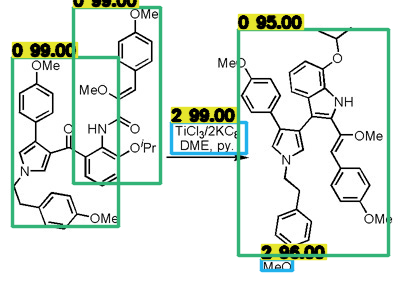 0 99.00
OMe
0 99.00
OMe
MeO
HN
O
O
OⁱPr
N
OMe
2 99.00
TiCl3/2KC8
DME, py.
0 95.00
MeO
O
NH
OMe
N
OMe
2 96.00
MeO